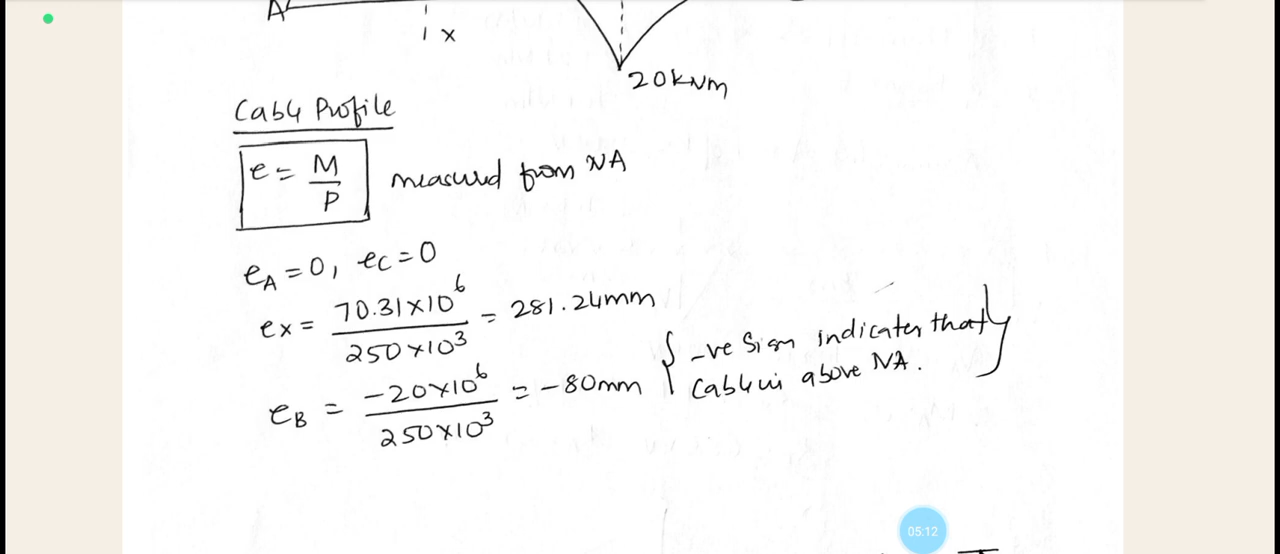 A
x
20kNm
Cable Profile
e = M/P measured from NA
eA = 0, eC = 0
ex = 70.31×10^6 / 250×10^3 = 281.24mm
eB = -20×10^6 / 250×10^3 = -80mm { -ve Sign indicates that
Cable is above NA. }
05:12